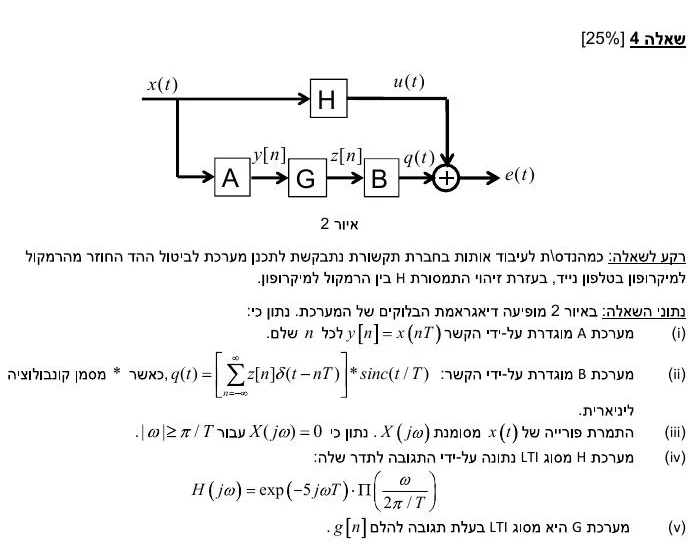 שאלה 4 [25%]
x(t)
H
u(t)
A
y[n]
G
z[n]
B
q(t)
+
e(t)
איור 2
רקע לשאלה: כמהנדס\ת לעיבוד אותות בחברת תקשורת נתבקשת לתכנן מערכת לביטול ההד החוזר מהרמקול
למיקרופון בטלפון נייד, בעזרת זיהוי התמסורת H בין הרמקול למיקרופון.
נתוני השאלה: באיור 2 מופיעה דיאגראמת הבלוקים של המערכת. נתון כי:
(i) מערכת A מוגדרת על-ידי הקשר y[n] = x(nT) לכל n שלם.
(ii) מערכת B מוגדרת על-ידי הקשר: q(t) = [∑_{n=-∞}^{∞} z[n]δ(t − nT)] * sinc(t / T), כאשר * מסמן קונבולוציה
ליניארית.
(iii) התמרת פורייה של x(t) מסומנת X(jω). נתון כי X(jω) = 0 עבור |ω| ≥ π / T.
(iv) מערכת H מסוג LTI נתונה על-ידי התגובה לתדר שלה:
H(jω) = exp(−5jωT) · Π(ω / (2π / T))
(v) מערכת G היא מסוג LTI בעלת תגובה להלם g[n].